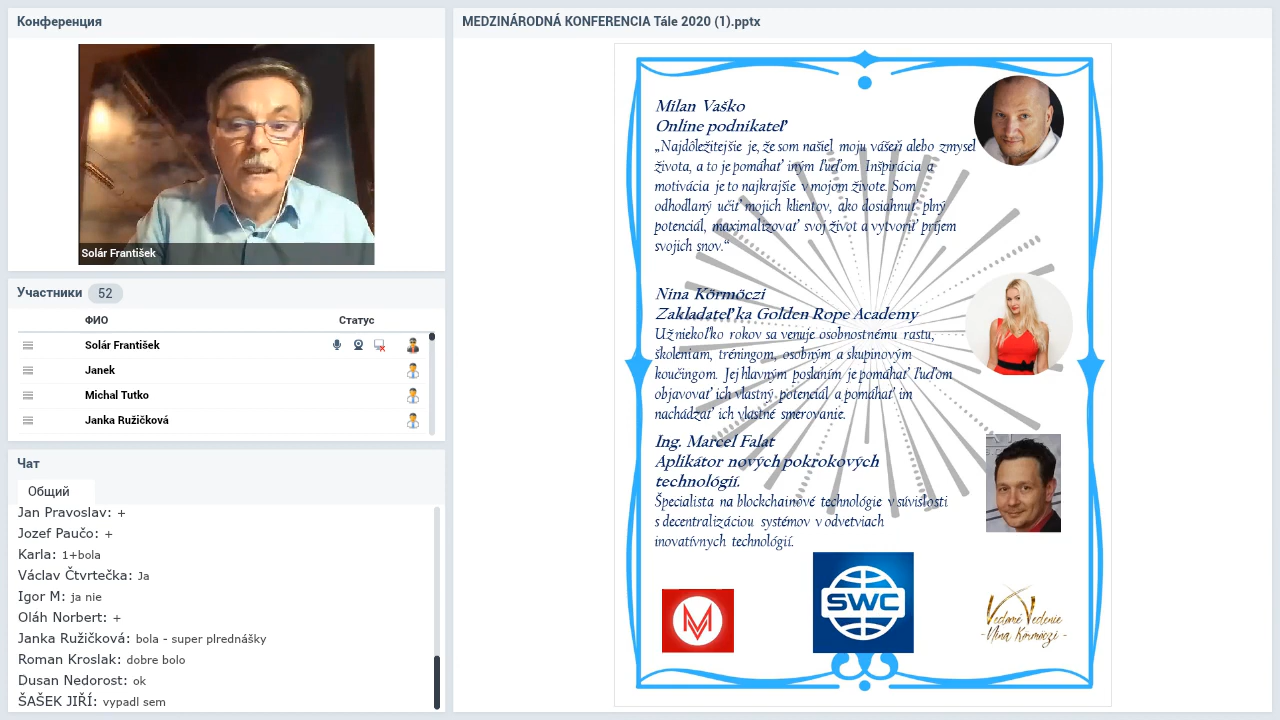 Конференция
Solár František
Участники 52
ФИО Статус
Solár František
Janek
Michal Tutko
Janka Ružičková
Чат
Общий
Jan Pravoslav: +
Jozef Paučo: +
Karla: 1+bola
Václav Čtvrtečka: Ja
Igor M: ja nie
Oláh Norbert: +
Janka Ružičková: bola - super plrednášky
Roman Kroslak: dobre bolo
Dusan Nedorost: ok
ŠAŠEK JIŘÍ: vypadl sem
MEDZINÁRODNÁ KONFERENCIA Tále 2020 (1).pptx
Milan Vaško
Online podnikateľ
„Najdôležitejšie je, že som našiel moju vášeň alebo zmysel
života, a to je pomáhať iným ľuďom. Inšpirácia a
motivácia je to najkrajšie v mojom živote. Som
odhodlaný učiť mojich klientov, ako dosiahnuť plný
potenciál, maximalizovať svoj život a vytvoriť príjem
svojich snov.“
Nina Körmöczi
Zakladateľka Golden Rope Academy
Už niekoľko rokov sa venuje osobnostnému rastu,
školeniam, tréningom, osobným a skupinovým
koučingom. Jej hlavným poslaním je pomáhať ľuďom
objavovať ich vlastný potenciál a pomáhať im
nachádzať ich vlastné smerovanie.
Ing. Marcel Falat
Aplikátor nových pokrokových
technológií.
Špecialista na blockchainové technológie v súvislosti
s decentralizáciou systémov v odvetviach
inovatívnych technológií.
M
SWC
Vedomé Vedenie
- Nina Körmöczi -